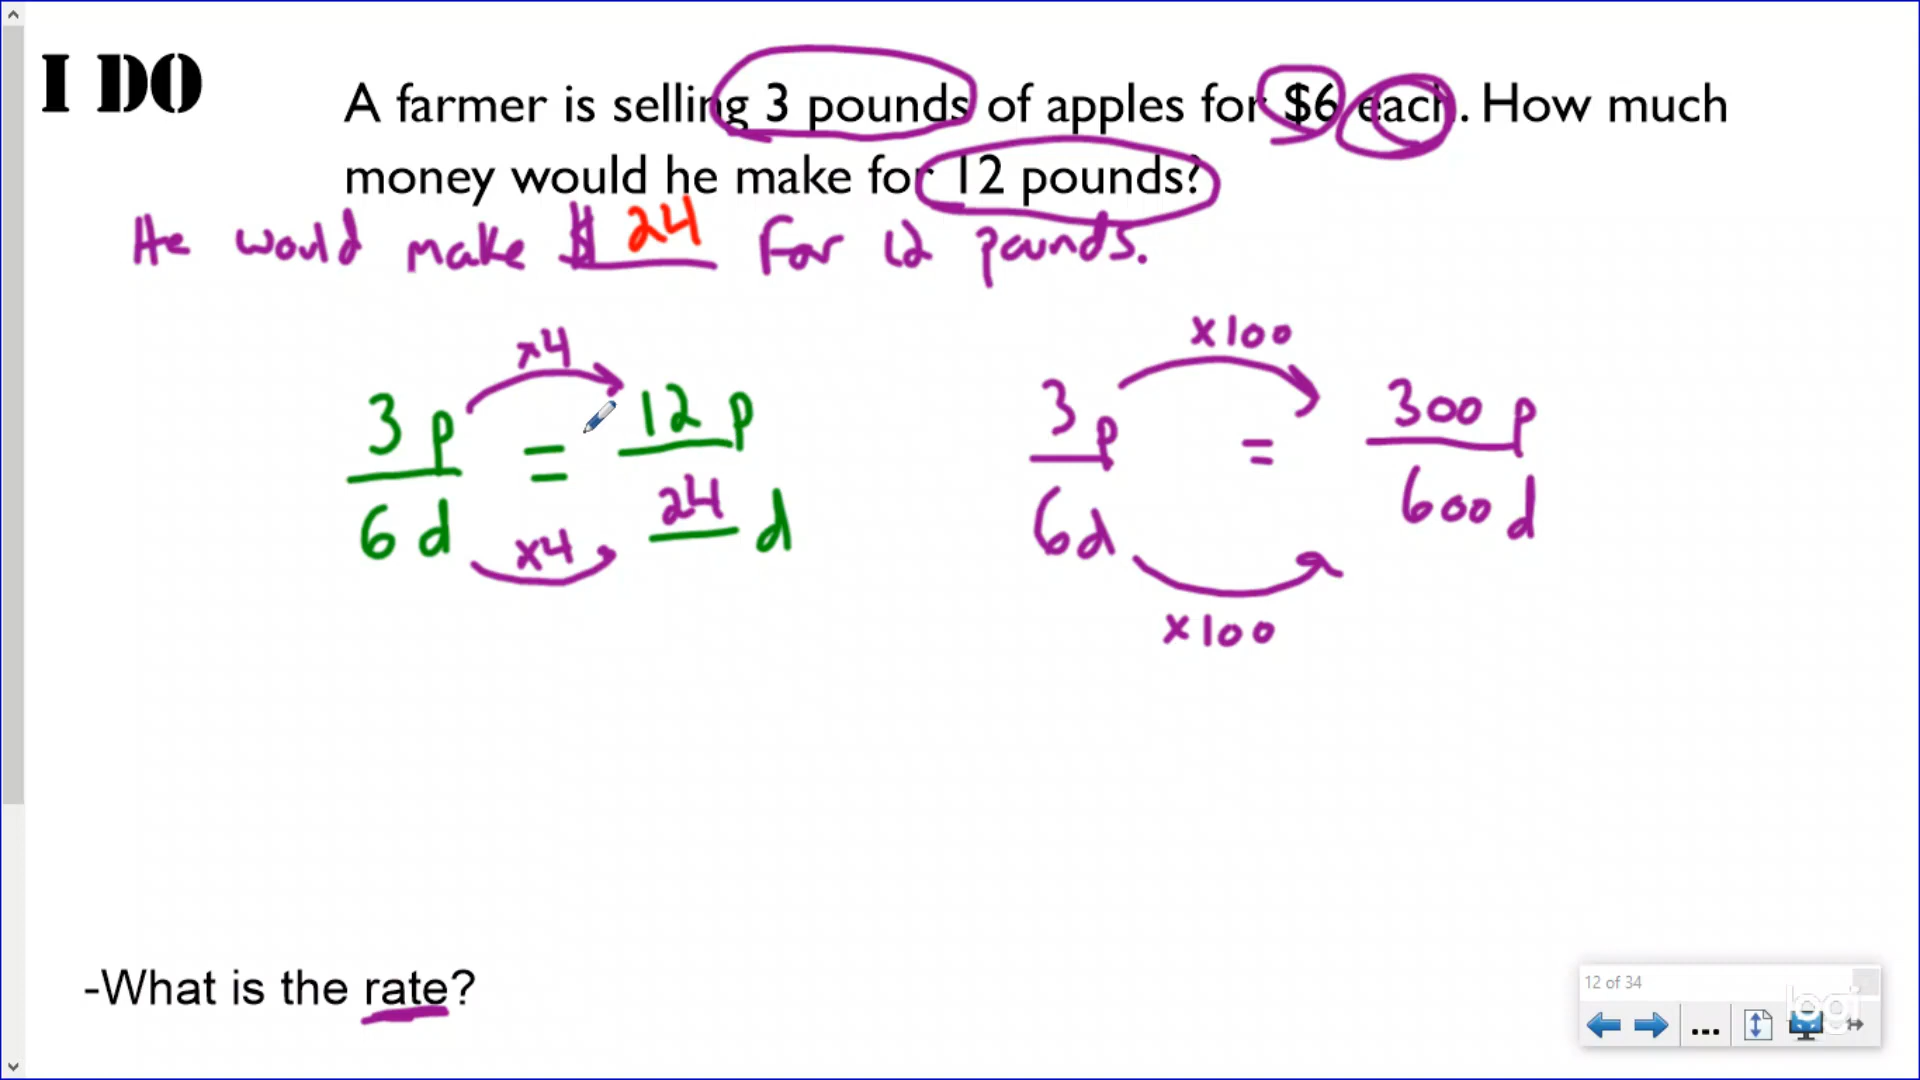 I DO
A farmer is selling 3 pounds of apples for $6 each. How much
money would he make for 12 pounds?
He would make $ 24 for 12 pounds.
x4
x100
3 p = 12 p
6 d 24 d
x4
3 p = 300 p
6 d 600 d
x100
-What is the rate?
12 of 34
logi
...